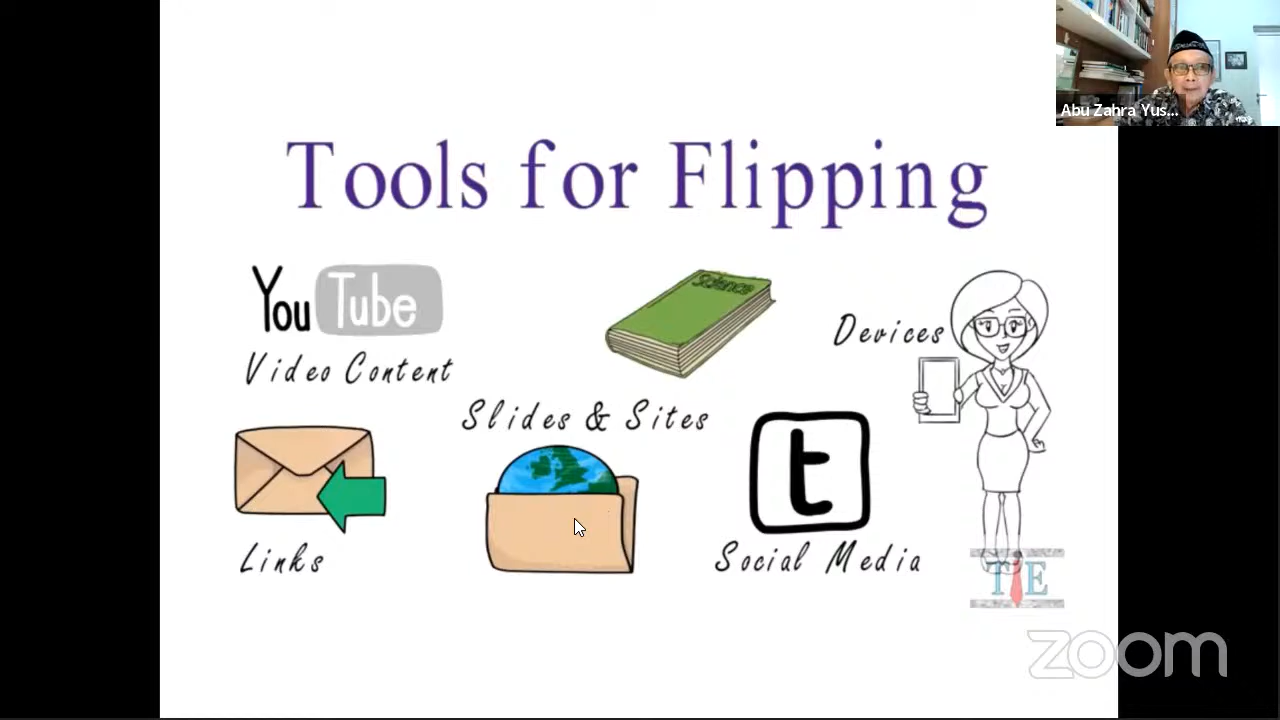 Abu Zahra Yus...
Tools for Flipping
YouTube
Video Content
Science
Devices
Slides & Sites
t
Links
Social Media
TiE
zoom